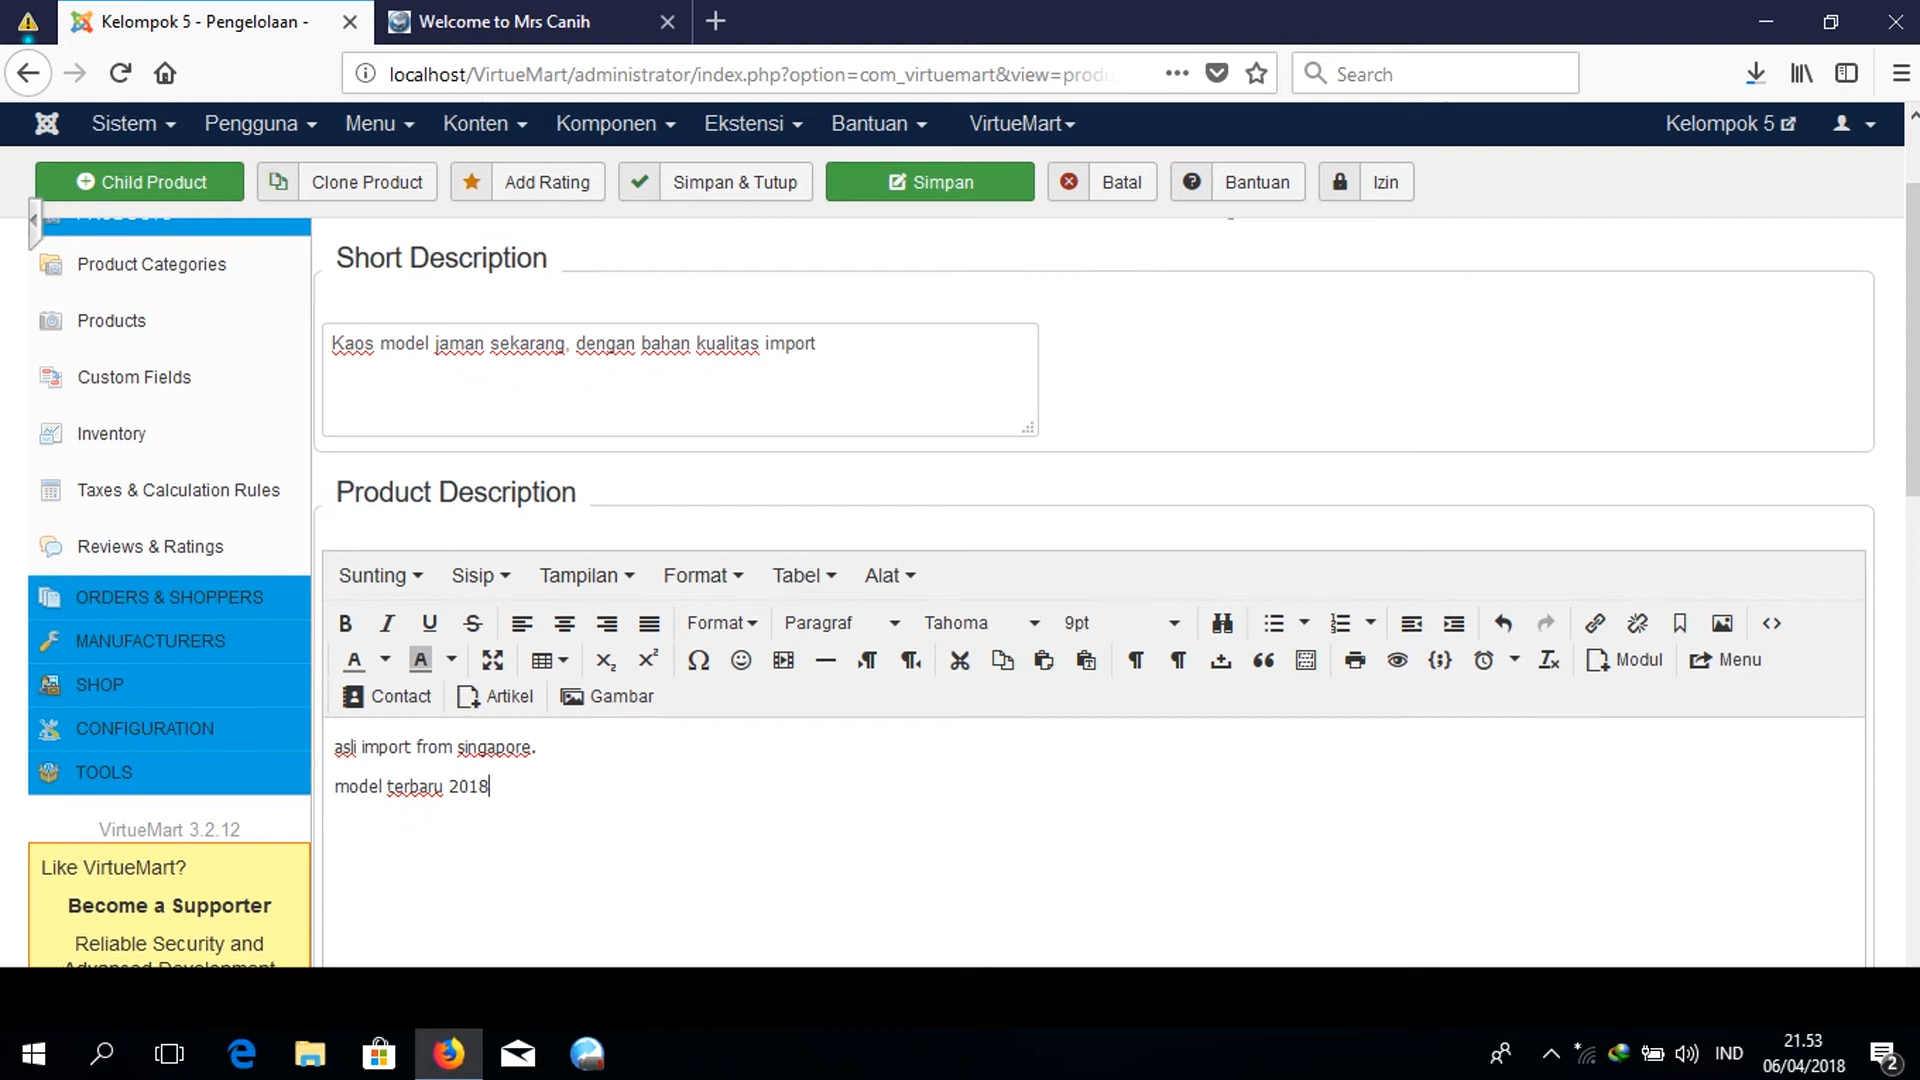 Kelompok 5 - Pengelolaan -
Welcome to Mrs Canih
localhost/VirtueMart/administrator/index.php?option=com_virtuemart&view=produ
Search
Sistem Pengguna Menu Konten Komponen Ekstensi Bantuan VirtueMart Kelompok 5
Child Product Clone Product Add Rating Simpan & Tutup Simpan Batal Bantuan Izin
PRODUCTS
Product Categories
Products
Custom Fields
Inventory
Taxes & Calculation Rules
Reviews & Ratings
ORDERS & SHOPPERS
MANUFACTURERS
SHOP
CONFIGURATION
TOOLS
VirtueMart 3.2.12
Like VirtueMart?
Become a Supporter
Reliable Security and
Advanced Development
Short Description
Kaos model jaman sekarang, dengan bahan kualitas import
Product Description
Sunting Sisip Tampilan Format Tabel Alat
Format Paragraf Tahoma 9pt
Modul Menu
Contact Artikel Gambar
asli import from singapore.
model terbaru 2018
IND
21.53
06/04/2018
2